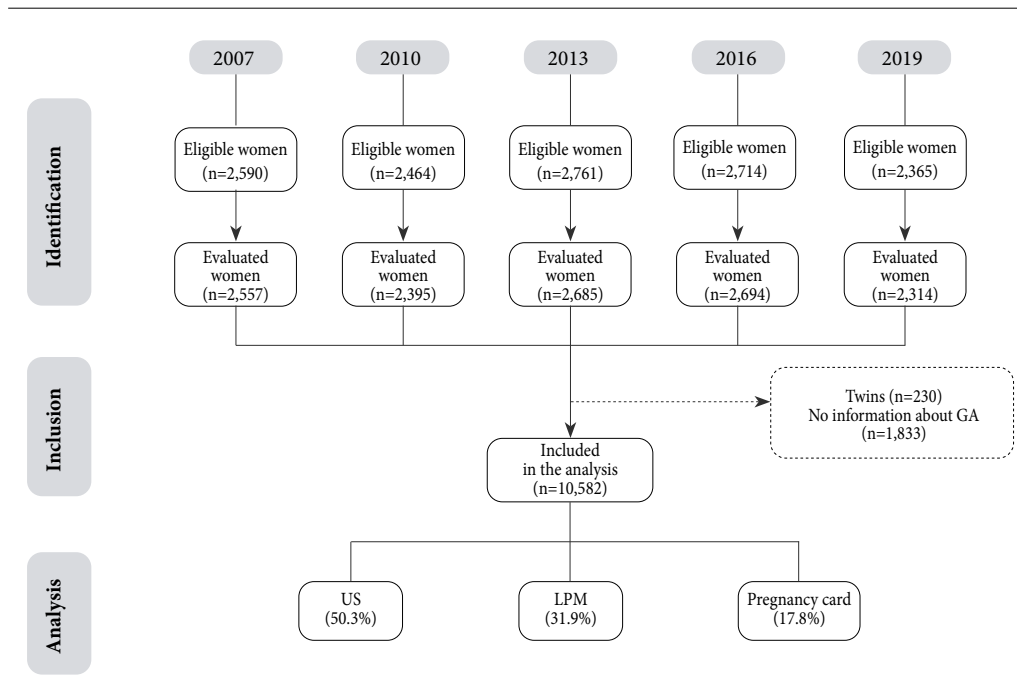 2007
2010
2013
2016
2019
Identification
Eligible women
(n=2,590)
Eligible women
(n=2,464)
Eligible women
(n=2,761)
Eligible women
(n=2,714)
Eligible women
(n=2,365)
Evaluated
women
(n=2,557)
Evaluated
women
(n=2,395)
Evaluated
women
(n=2,685)
Evaluated
women
(n=2,694)
Evaluated
women
(n=2,314)
Inclusion
Twins (n=230)
No information about GA
(n=1,833)
Included
in the analysis
(n=10,582)
Analysis
US
(50.3%)
LPM
(31.9%)
Pregnancy card
(17.8%)